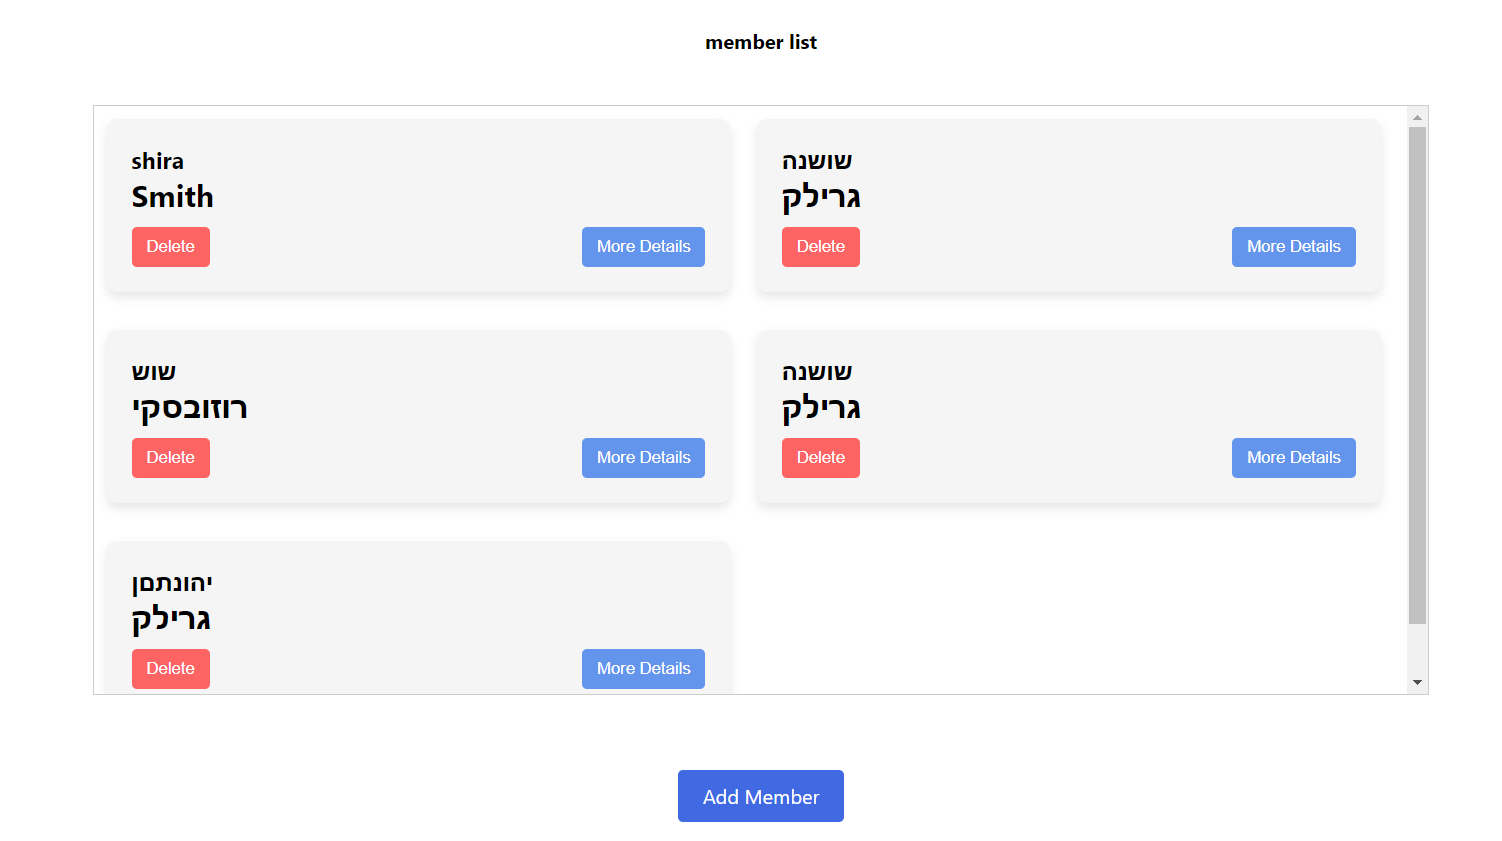 member list
shira
Smith
Delete
More Details
שושנה
גרילק
Delete
More Details
שוש
רוזובסקי
Delete
More Details
שושנה
גרילק
Delete
More Details
יהונתםן
גרילק
Delete
More Details
Add Member